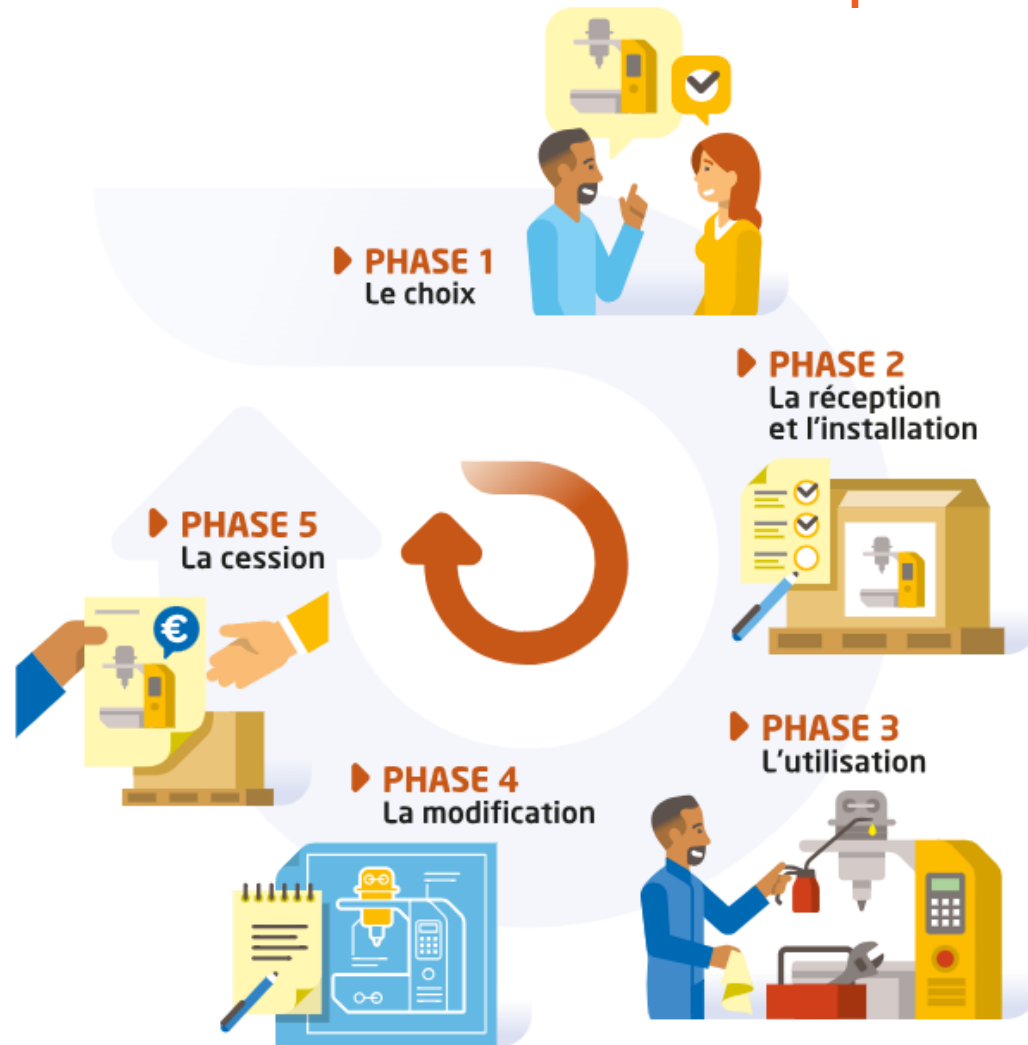 PHASE 1
Le choix
PHASE 2
La réception
et l'installation
PHASE 3
L'utilisation
PHASE 4
La modification
PHASE 5
La cession
€